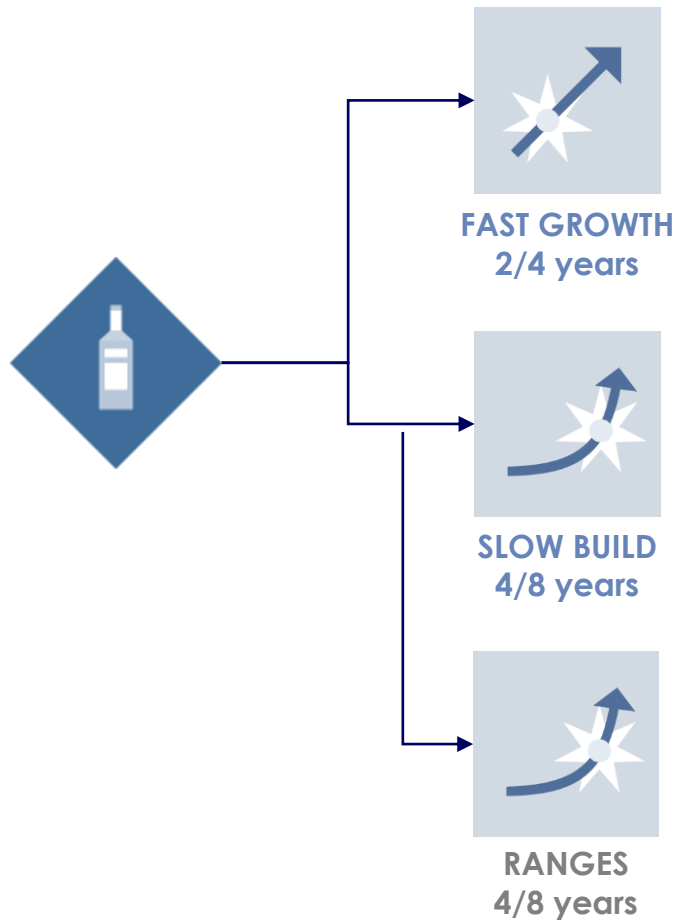 FAST GROWTH
2/4 years
SLOW BUILD
4/8 years
RANGES
4/8 years